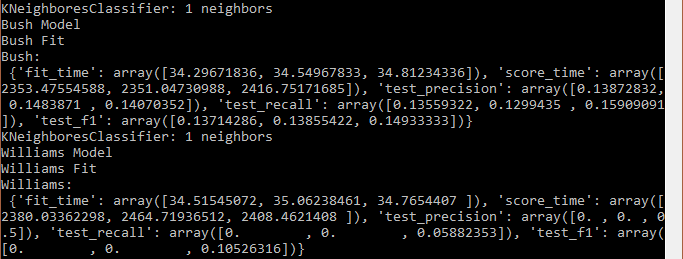 KNeighboresClassifier: 1 neighbors
Bush Model
Bush Fit
Bush:
 {'fit_time': array([34.29671836, 34.54967833, 34.81234336]), 'score_time': array([
2353.47554588, 2351.04730988, 2416.75171685]), 'test_precision': array([0.13872832,
 0.1483871 , 0.14070352]), 'test_recall': array([0.13559322, 0.1299435 , 0.15909091
]), 'test_f1': array([0.13714286, 0.13855422, 0.14933333])}
KNeighboresClassifier: 1 neighbors
Williams Model
Williams Fit
Williams:
 {'fit_time': array([34.51545072, 35.06238461, 34.7654407 ]), 'score_time': array([
2380.03362298, 2464.71936512, 2408.4621408 ]), 'test_precision': array([0. , 0. , 0
.5]), 'test_recall': array([0.        , 0.        , 0.05882353]), 'test_f1': array(
[0.        , 0.        , 0.10526316])}